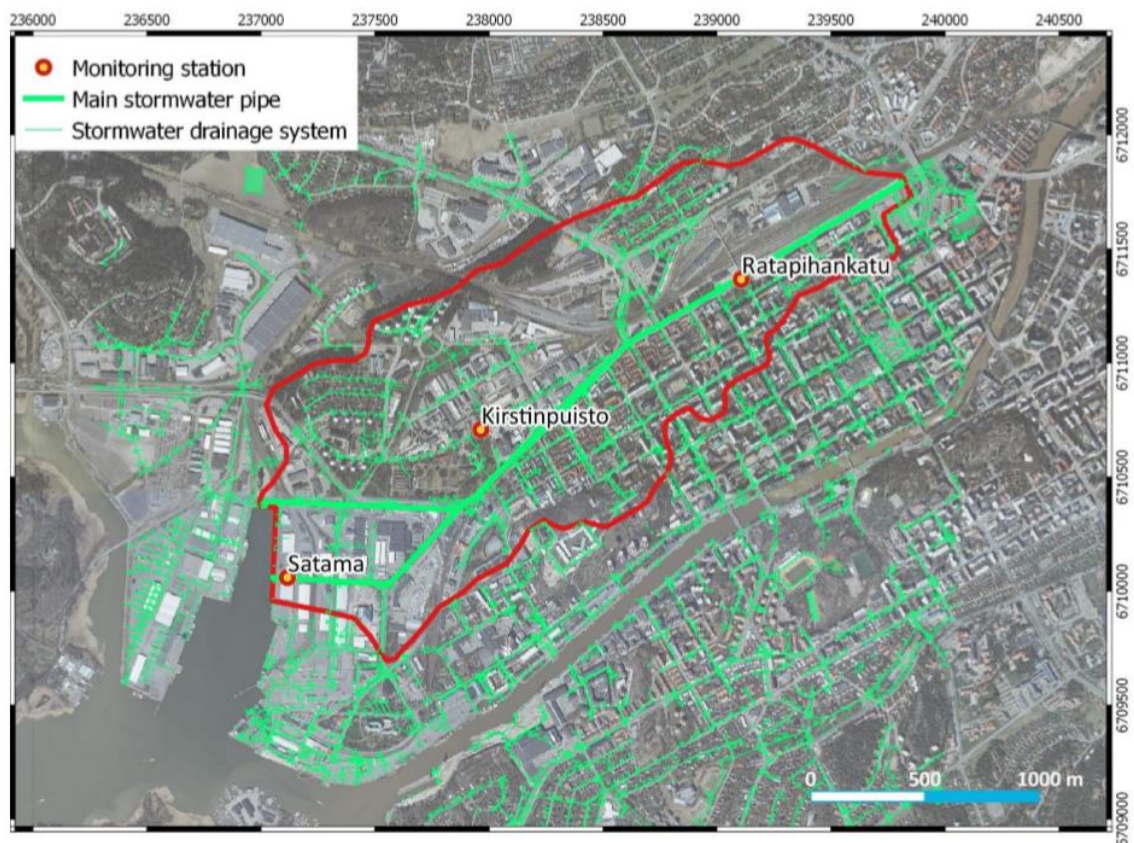 236000 236500 237000 237500 238000 238500 239000 239500 240000 240500
Monitoring station
Main stormwater pipe
Stormwater drainage system
6712000
6711500
6711000
6710500
6710000
6709500
6709000
Ratapihankatu
Kirstinpuisto
Satama
0 500 1000 m